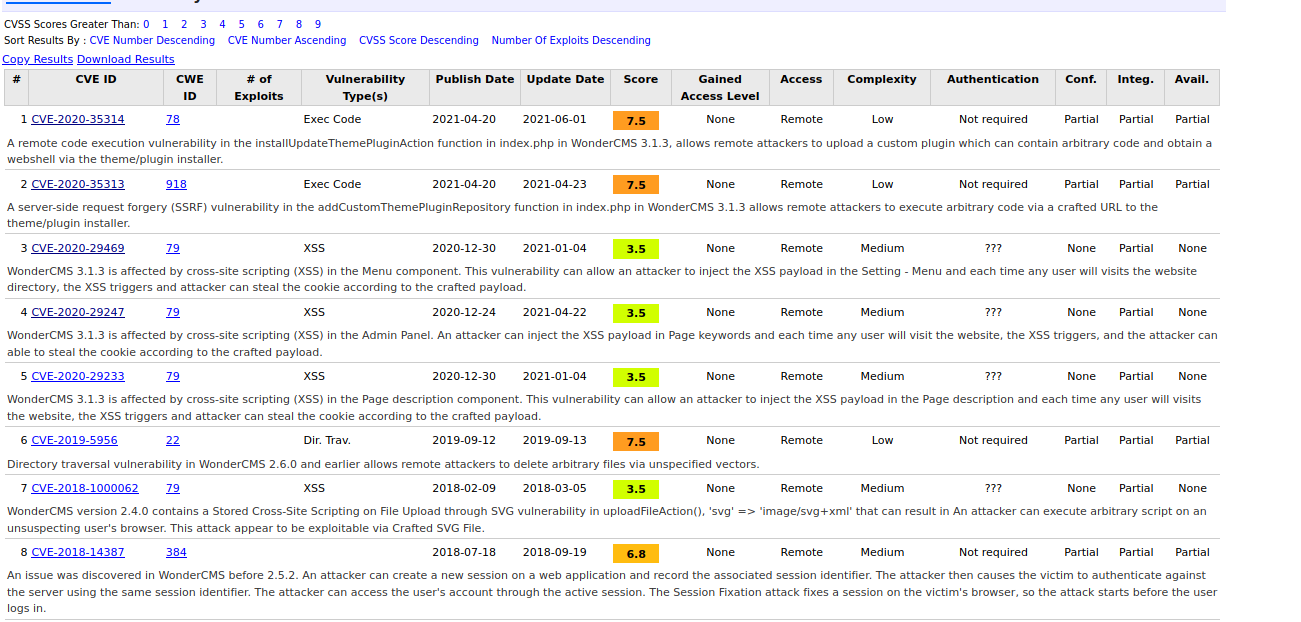 CVSS Scores Greater Than: 0 1 2 3 4 5 6 7 8 9
Sort Results By : CVE Number Descending CVE Number Ascending CVSS Score Descending Number Of Exploits Descending
Copy Results Download Results
# CVE ID CWE ID # of Exploits Vulnerability Type(s) Publish Date Update Date Score Gained Access Level Access Complexity Authentication Conf. Integ. Avail.
1 CVE-2020-35314 78 Exec Code 2021-04-20 2021-06-01 7.5 None Remote Low Not required Partial Partial Partial
A remote code execution vulnerability in the installUpdateThemePluginAction function in index.php in WonderCMS 3.1.3, allows remote attackers to upload a custom plugin which can contain arbitrary code and obtain a
webshell via the theme/plugin installer.
2 CVE-2020-35313 918 Exec Code 2021-04-20 2021-04-23 7.5 None Remote Low Not required Partial Partial Partial
A server-side request forgery (SSRF) vulnerability in the addCustomThemePluginRepository function in index.php in WonderCMS 3.1.3 allows remote attackers to execute arbitrary code via a crafted URL to the
theme/plugin installer.
3 CVE-2020-29469 79 XSS 2020-12-30 2021-01-04 3.5 None Remote Medium ??? None Partial None
WonderCMS 3.1.3 is affected by cross-site scripting (XSS) in the Menu component. This vulnerability can allow an attacker to inject the XSS payload in the Setting - Menu and each time any user will visits the website
directory, the XSS triggers and attacker can steal the cookie according to the crafted payload.
4 CVE-2020-29247 79 XSS 2020-12-24 2021-04-22 3.5 None Remote Medium ??? None Partial None
WonderCMS 3.1.3 is affected by cross-site scripting (XSS) in the Admin Panel. An attacker can inject the XSS payload in Page keywords and each time any user will visit the website, the XSS triggers, and the attacker can
able to steal the cookie according to the crafted payload.
5 CVE-2020-29233 79 XSS 2020-12-30 2021-01-04 3.5 None Remote Medium ??? None Partial None
WonderCMS 3.1.3 is affected by cross-site scripting (XSS) in the Page description component. This vulnerability can allow an attacker to inject the XSS payload in the Page description and each time any user will visits
the website, the XSS triggers and attacker can steal the cookie according to the crafted payload.
6 CVE-2019-5956 22 Dir. Trav. 2019-09-12 2019-09-13 7.5 None Remote Low Not required Partial Partial Partial
Directory traversal vulnerability in WonderCMS 2.6.0 and earlier allows remote attackers to delete arbitrary files via unspecified vectors.
7 CVE-2018-1000062 79 XSS 2018-02-09 2018-03-05 3.5 None Remote Medium ??? None Partial None
WonderCMS version 2.4.0 contains a Stored Cross-Site Scripting on File Upload through SVG vulnerability in uploadFileAction(), 'svg' => 'image/svg+xml' that can result in An attacker can execute arbitrary script on an
unsuspecting user's browser. This attack appear to be exploitable via Crafted SVG File.
8 CVE-2018-14387 384 2018-07-18 2018-09-19 6.8 None Remote Medium Not required Partial Partial Partial
An issue was discovered in WonderCMS before 2.5.2. An attacker can create a new session on a web application and record the associated session identifier. The attacker then causes the victim to authenticate against
the server using the same session identifier. The attacker can access the user's account through the active session. The Session Fixation attack fixes a session on the victim's browser, so the attack starts before the user
logs in.